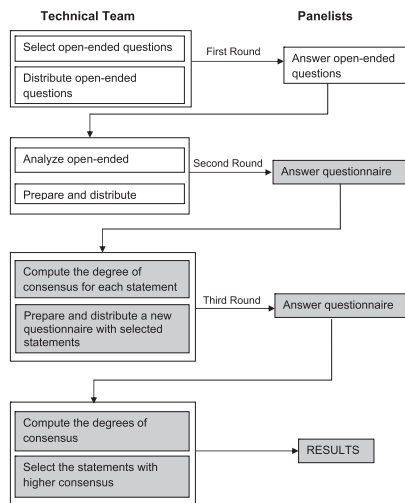 Technical Team
Panelists
Select open-ended questions
Distribute open-ended
questions
First Round
Answer open-ended
questions
Analyze open-ended
Prepare and distribute
Second Round
Answer questionnaire
Compute the degree of
consensus for each statement
Prepare and distribute a new
questionnaire with selected
statements
Third Round
Answer questionnaire
Compute the degrees of
consensus
Select the statements with
higher consensus
RESULTS